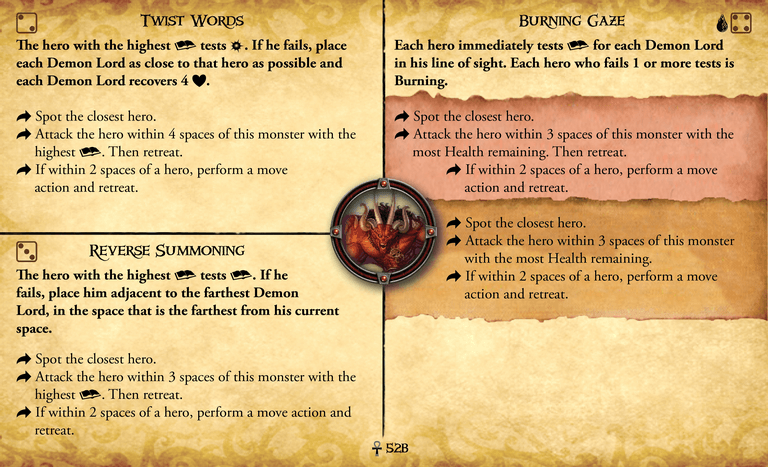 TWIST WORDS
The hero with the highest tests . If he fails, place
each Demon Lord as close to that hero as possible and
each Demon Lord recovers 4 .
Spot the closest hero.
Attack the hero within 4 spaces of this monster with the
highest . Then retreat.
If within 2 spaces of a hero, perform a move
action and retreat.
REVERSE SUMMONING
The hero with the highest tests . If he
fails, place him adjacent to the farthest Demon
Lord, in the space that is the farthest from his current
space.
Spot the closest hero.
Attack the hero within 3 spaces of this monster with the
highest . Then retreat.
If within 2 spaces of a hero, perform a move action and
retreat.
BURNING GAZE
Each hero immediately tests for each Demon Lord
in his line of sight. Each hero who fails 1 or more tests is
Burning.
Spot the closest hero.
Attack the hero within 3 spaces of this monster with the
most Health remaining. Then retreat.
If within 2 spaces of a hero, perform a move
action and retreat.
Spot the closest hero.
Attack the hero within 3 spaces of this monster
with the most Health remaining.
If within 2 spaces of a hero, perform a move
action and retreat.
52B